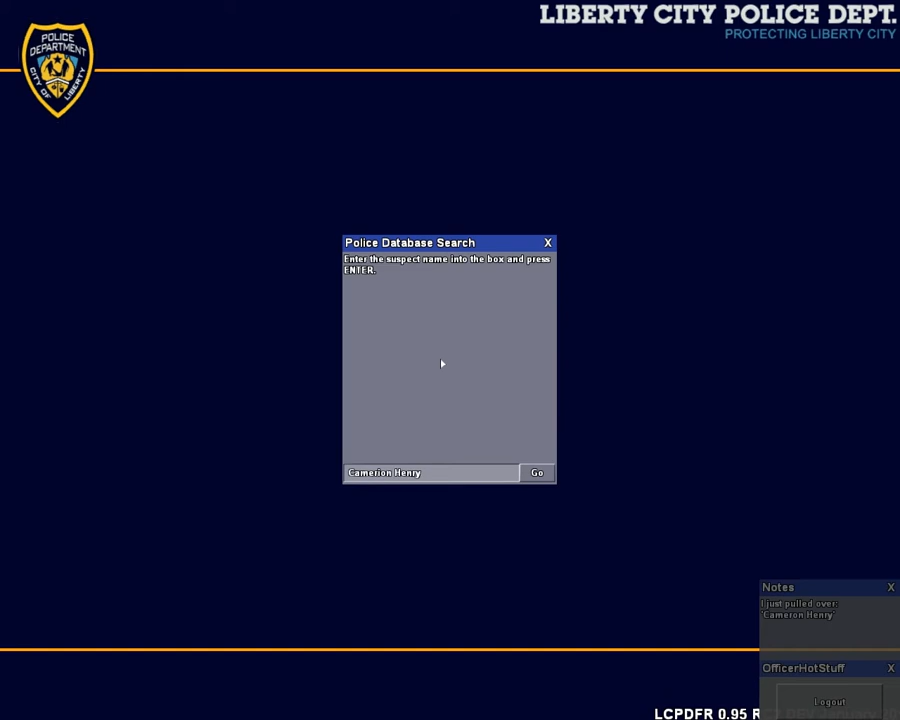 LIBERTY CITY POLICE DEPT.
PROTECTING LIBERTY CITY
POLICE
DEPARTMENT
CITY OF LIBERTY
Police Database Search X
Enter the suspect name into the box and press
ENTER.
Camerion Henry Go
Notes X
I just pulled over:
'Cameron Henry'
OfficerHotStuff X
Logout
LCPDFR 0.95